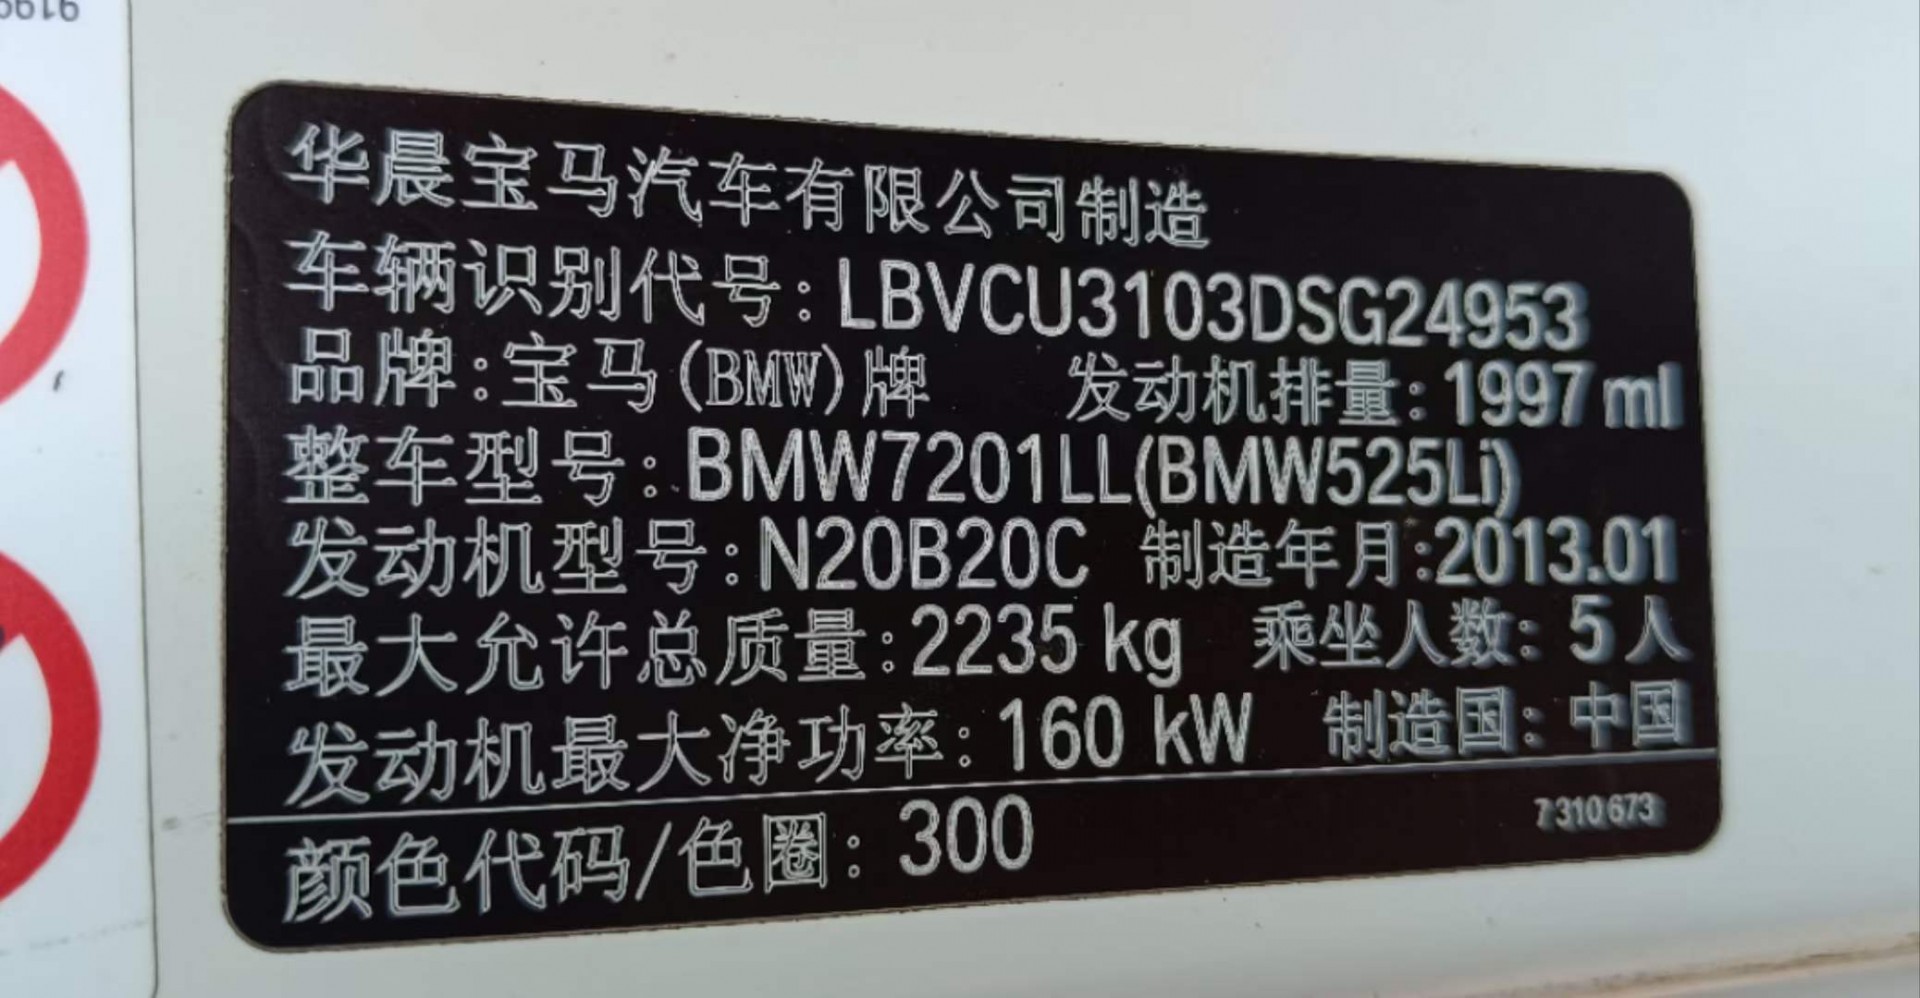 华晨宝马汽车有限公司制造
车辆识别代号:LBVCU3103DSG24953
品牌:宝马(BMW)牌 发动机排量:1997 ml
整车型号:BMW7201LL(BMW525Li)
发动机型号:N20B20C 制造年月:2013.01
最大允许总质量:2235 kg 乘坐人数:5人
发动机最大净功率:160 kW 制造国:中国
颜色代码/色圈:300
7310673